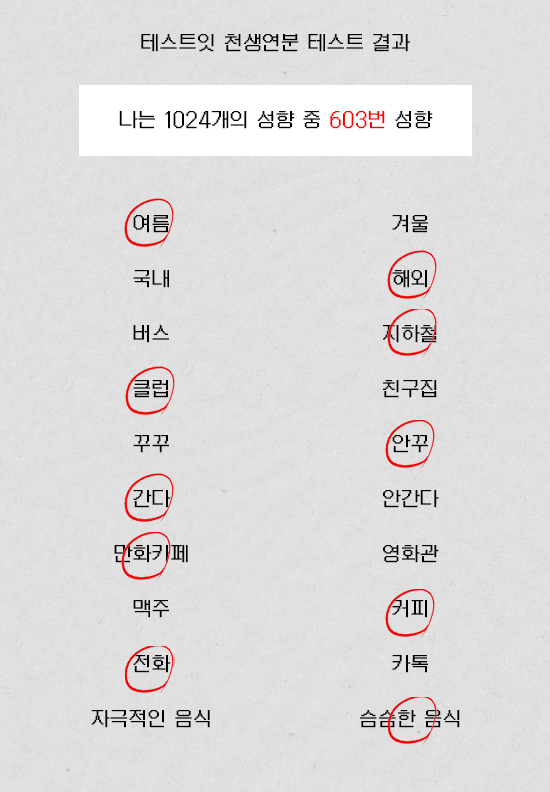 테스트잇 천생연분 테스트 결과
나는 1024개의 성향 중 603번 성향
여름 겨울
국내 해외
버스 지하철
클럽 친구집
꾸꾸 안꾸
간다 안간다
만화카페 영화관
맥주 커피
전화 카톡
자극적인 음식 슴슴한 음식